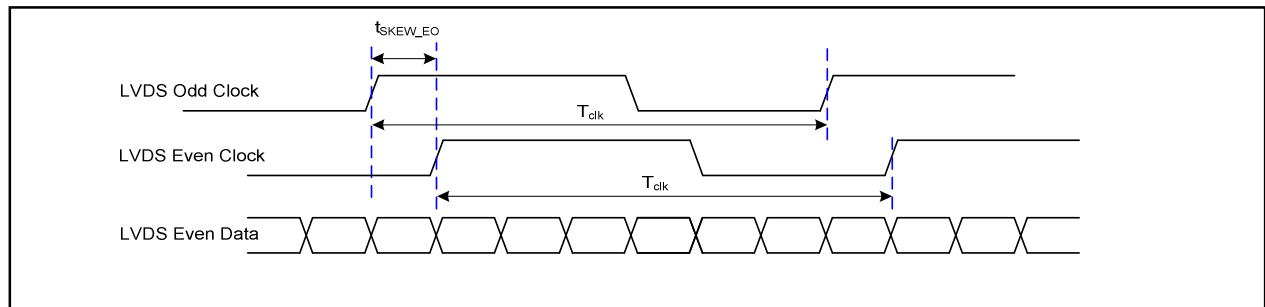 tSKEW_EO
LVDS Odd Clock
Tclk
LVDS Even Clock
Tclk
LVDS Even Data